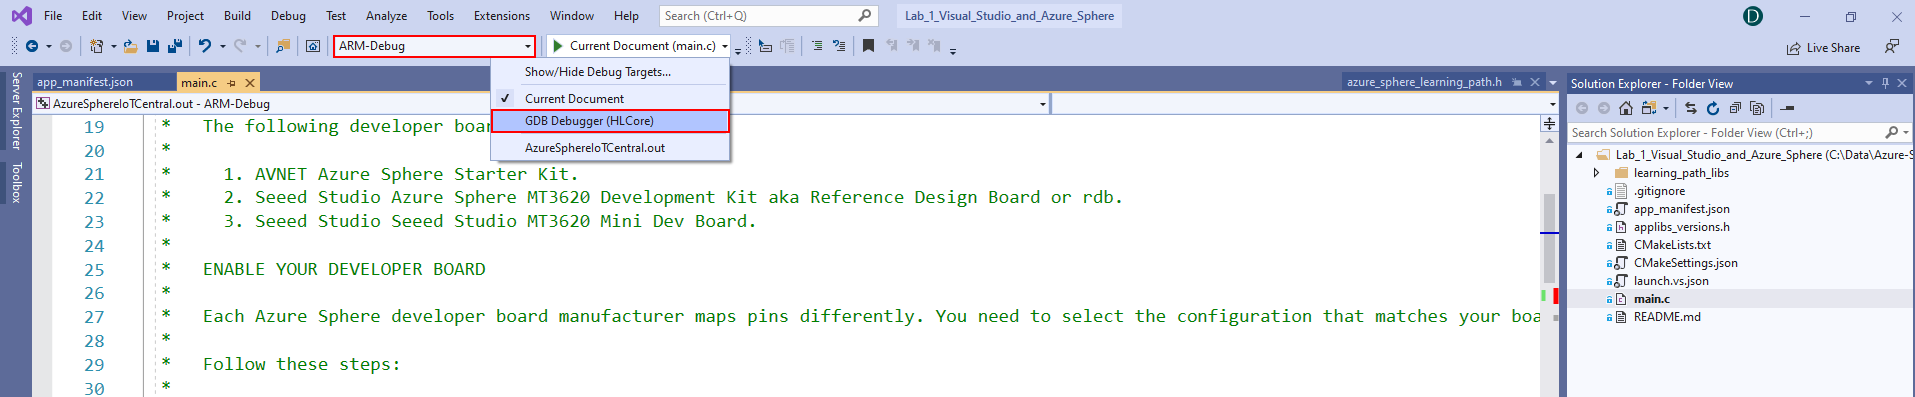 File Edit View Project Build Debug Test Analyze Tools Extensions Window Help Search (Ctrl+Q) Lab_1_Visual_Studio_and_Azure_Sphere D
ARM-Debug Current Document (main.c) Live Share
Server Explorer
Toolbox
app_manifest.json main.c azure_sphere_learning_path.h
AzureSphereIoTCentral.out - ARM-Debug
Show/Hide Debug Targets...
Current Document
GDB Debugger (HLCore)
AzureSphereIoTCentral.out
19 * The following developer boar
20 *
21 * 1. AVNET Azure Sphere Starter Kit.
22 * 2. Seeed Studio Azure Sphere MT3620 Development Kit aka Reference Design Board or rdb.
23 * 3. Seeed Studio Seeed Studio MT3620 Mini Dev Board.
24 *
25 * ENABLE YOUR DEVELOPER BOARD
26 *
27 * Each Azure Sphere developer board manufacturer maps pins differently. You need to select the configuration that matches your boa
28 *
29 * Follow these steps:
30 *
Solution Explorer - Folder View
Search Solution Explorer - Folder View (Ctrl+;)
Lab_1_Visual_Studio_and_Azure_Sphere (C:\Data\Azure-S
learning_path_libs
.gitignore
app_manifest.json
applibs_versions.h
CMakeLists.txt
CMakeSettings.json
launch.vs.json
main.c
README.md